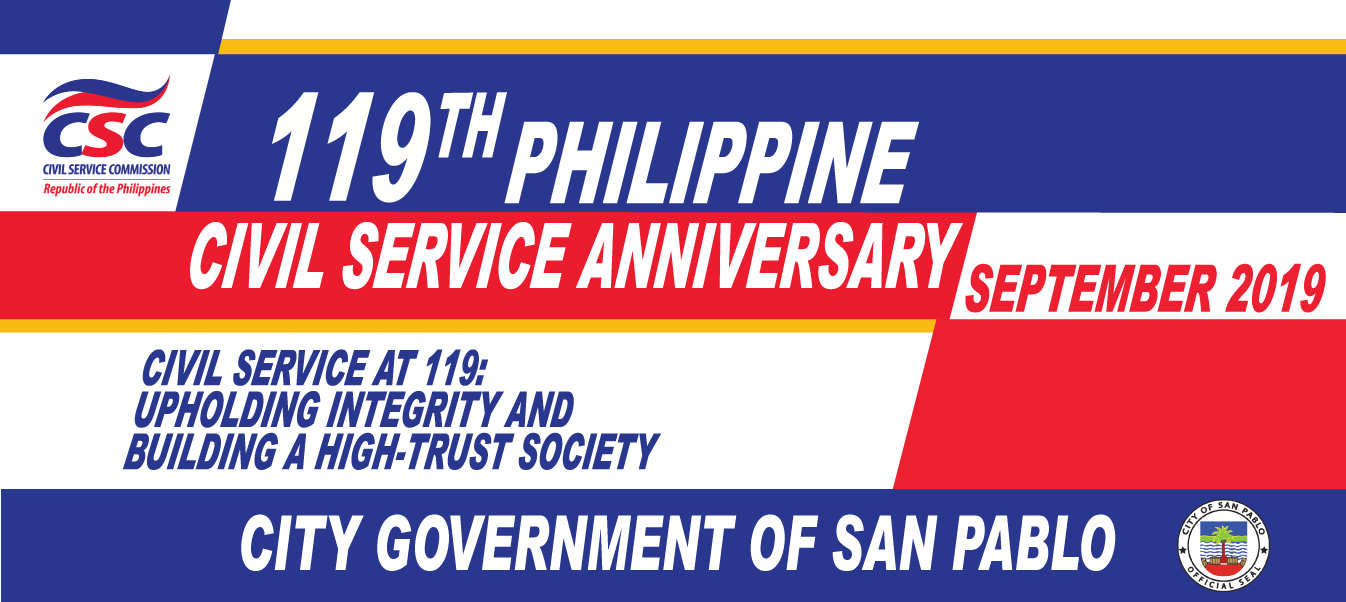 CSC
CIVIL SERVICE COMMISSION
Republic of the Philippines
119TH PHILIPPINE
CIVIL SERVICE ANNIVERSARY
SEPTEMBER 2019
CIVIL SERVICE AT 119:
UPHOLDING INTEGRITY AND
BUILDING A HIGH-TRUST SOCIETY
CITY GOVERNMENT OF SAN PABLO
CITY OF SAN PABLO
OFFICIAL SEAL